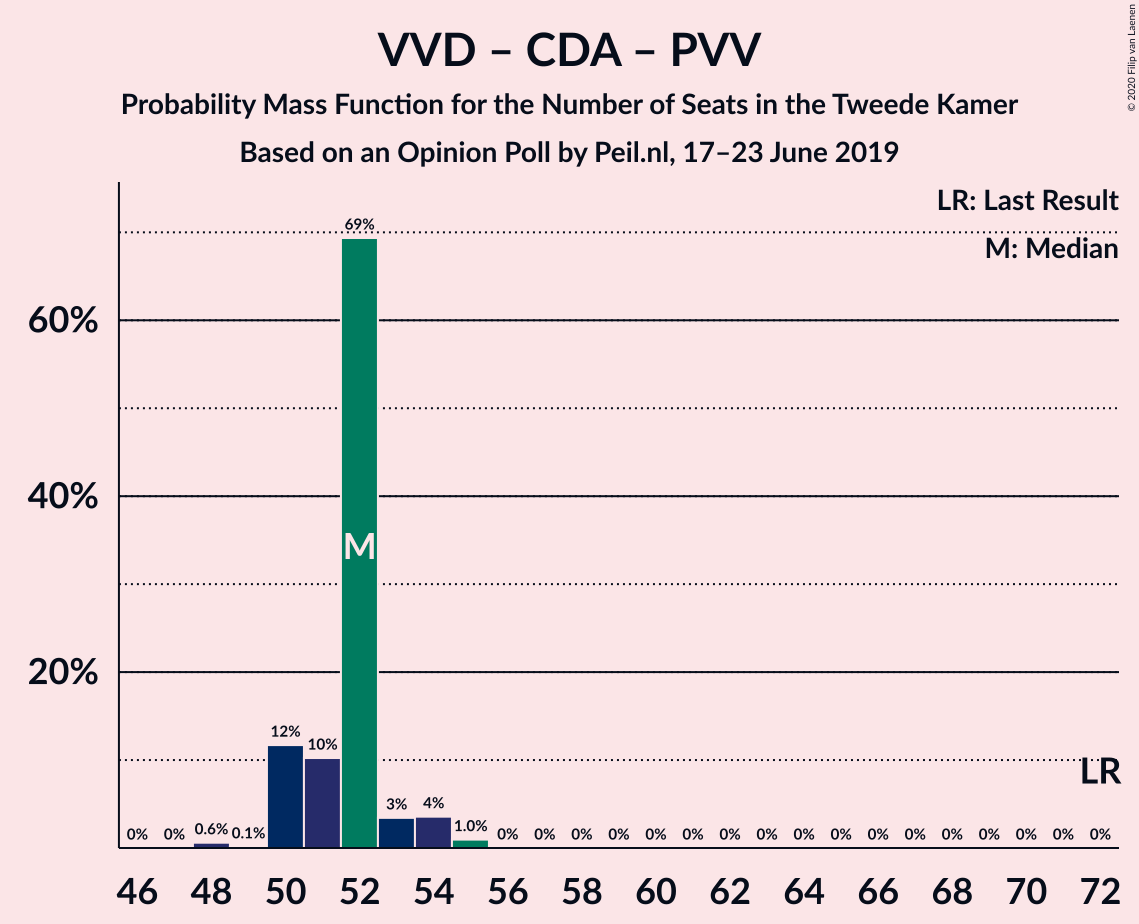 VVD – CDA – PVV
Probability Mass Function for the Number of Seats in the Tweede Kamer
Based on an Opinion Poll by Peil.nl, 17–23 June 2019
© 2020 Filip van Laenen
LR: Last Result
M: Median
60%
40%
20%
0% 0% 0.6% 0.1% 12% 10% 69% 3% 4% 1.0% 0% 0% 0% 0% 0% 0% 0% 0% 0% 0% 0% 0% 0% 0% 0% 0% 0%
M
LR
46 48 50 52 54 56 58 60 62 64 66 68 70 72